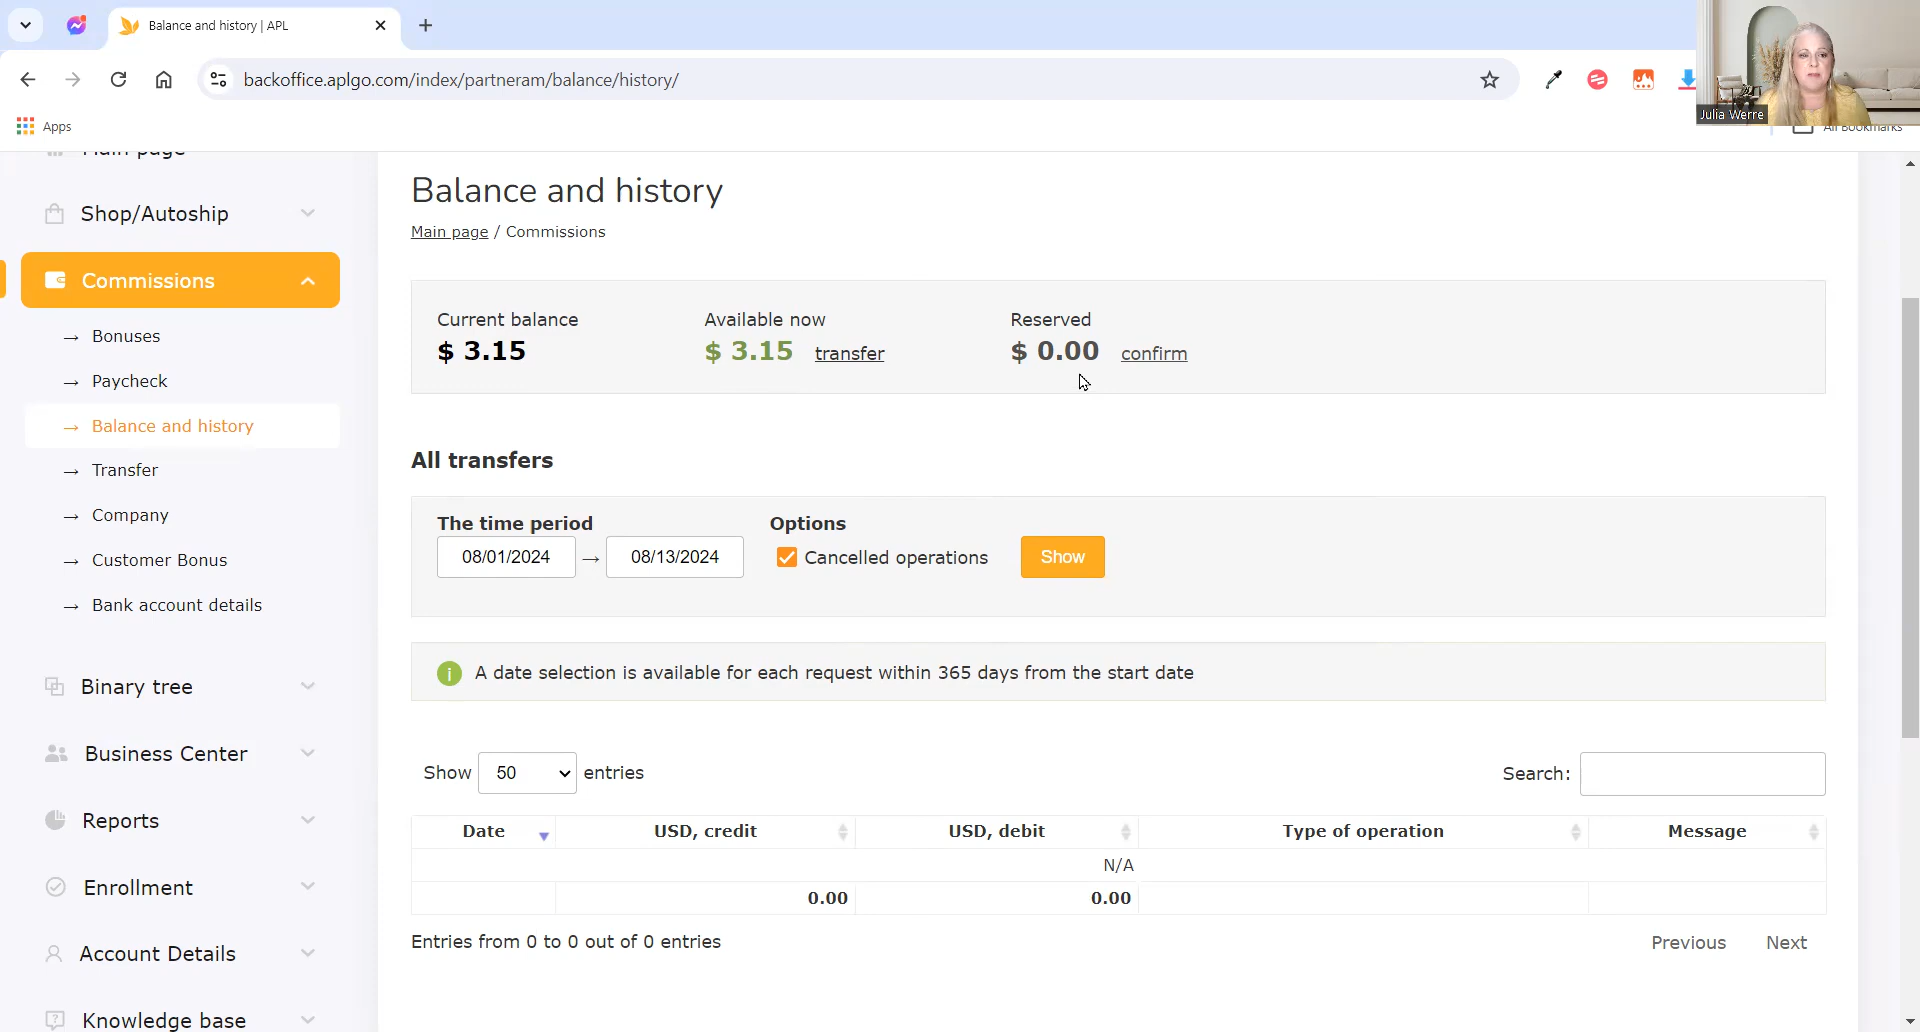 Balance and history | APL
backoffice.aplgo.com/index/partneram/balance/history/
Apps
All Bookmarks
Julia Werre
Main page
Shop/Autoship
Commissions
→ Bonuses
→ Paycheck
→ Balance and history
→ Transfer
→ Company
→ Customer Bonus
→ Bank account details
Binary tree
Business Center
Reports
Enrollment
Account Details
Knowledge base
Balance and history
Main page / Commissions
Current balance Available now Reserved
$ 3.15 $ 3.15 transfer $ 0.00 confirm
All transfers
The time period Options
08/01/2024 → 08/13/2024 Cancelled operations Show
A date selection is available for each request within 365 days from the start date
Show 50 entries Search:
Date USD, credit USD, debit Type of operation Message
N/A
0.00 0.00
Entries from 0 to 0 out of 0 entries Previous Next